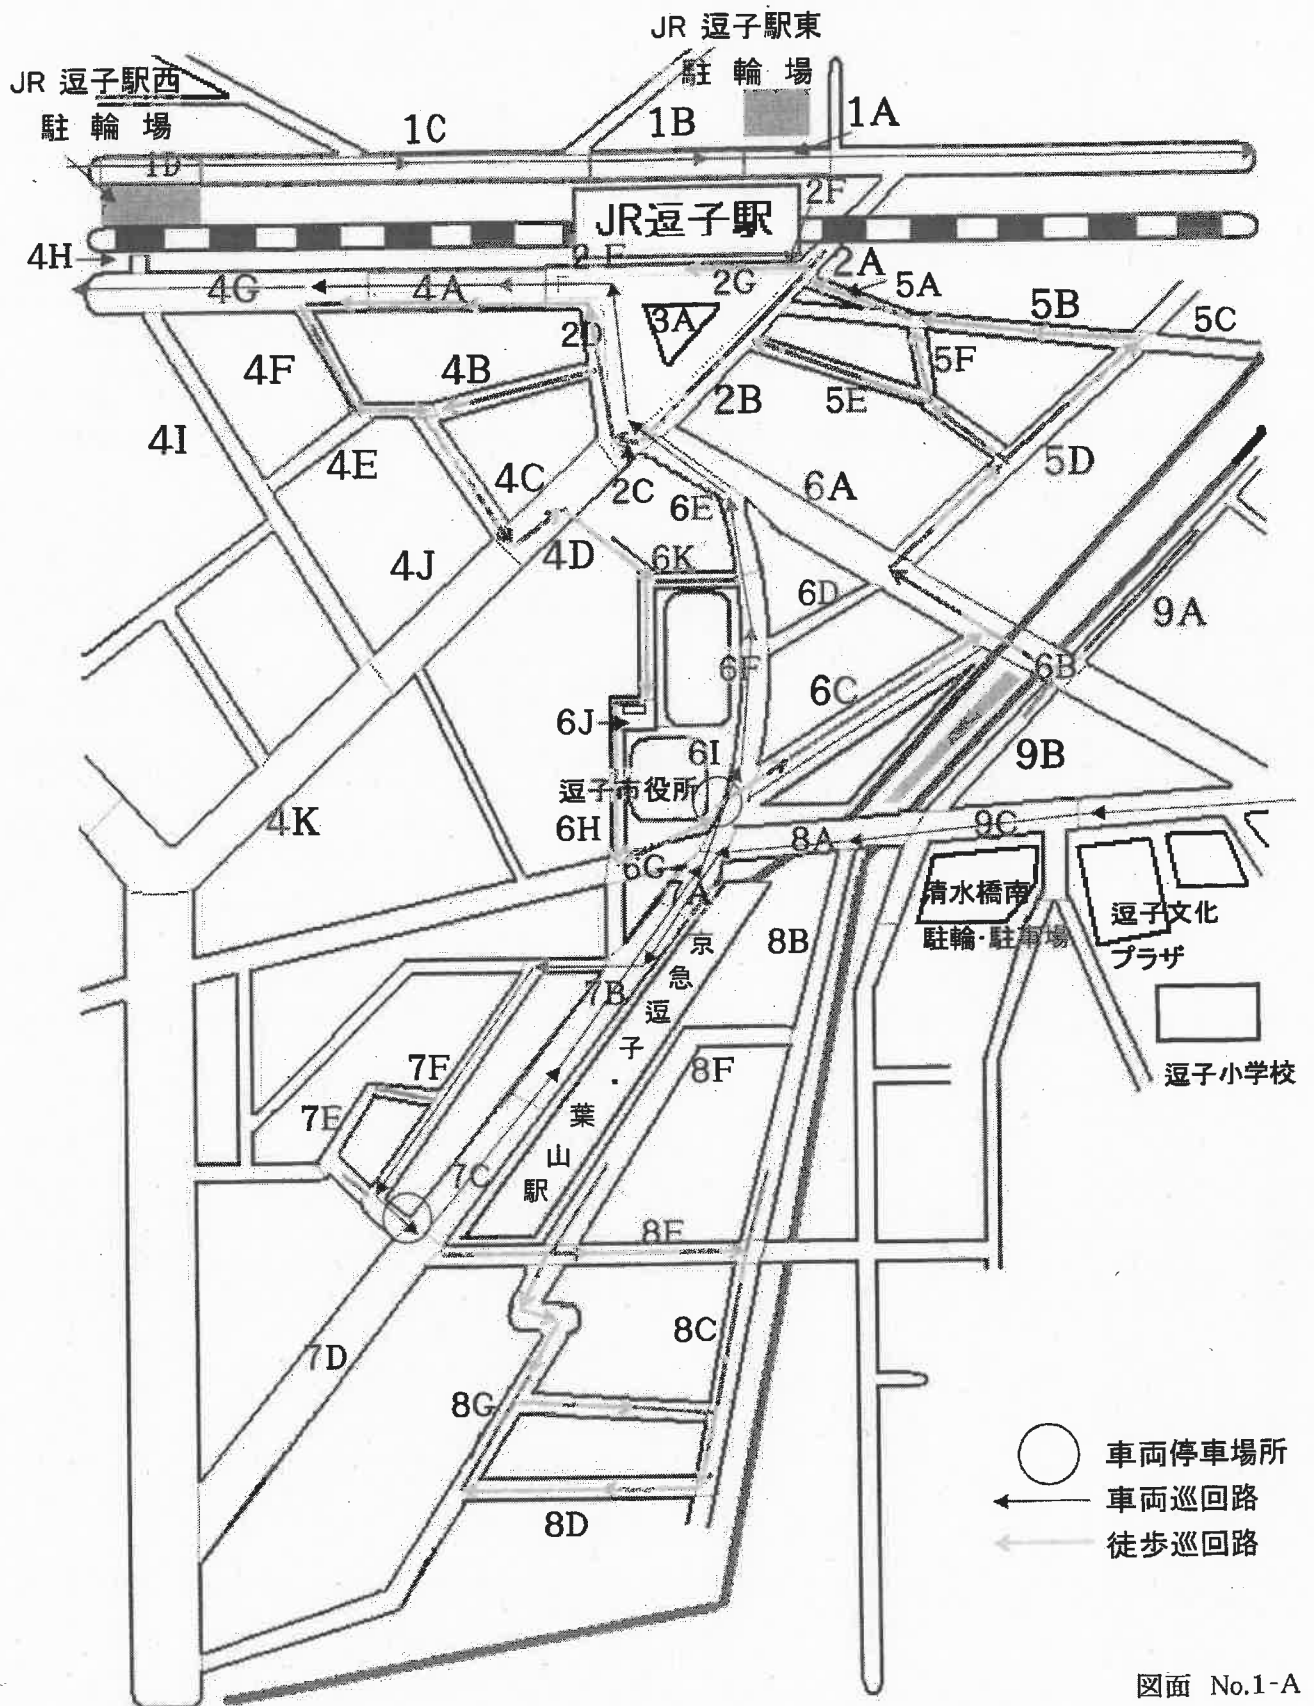 JR 逗子駅東
駐 輪 場
JR 逗子駅西
駐 輪 場
1A
1B
1C
1D
2F
JR逗子駅
4H
2A
2G
5A
4G
4A
3A
5B
5C
2D
5F
4F
4B
2B
5E
4I
4E
4C
2C
6A
5D
6E
4J
4D
6K
6D
9A
6F
6B
6C
6J
6I
9B
逗子市役所
4K
6H
8A
9C
6G
A
清水橋南
駐輪・駐車場
逗子文化
プラザ
8B
京急逗子・葉山駅
7B
逗子小学校
7F
8F
7E
7C
8E
8C
7D
8G
8D
車両停車場所
車両巡回路
徒歩巡回路
図面 No.1-A